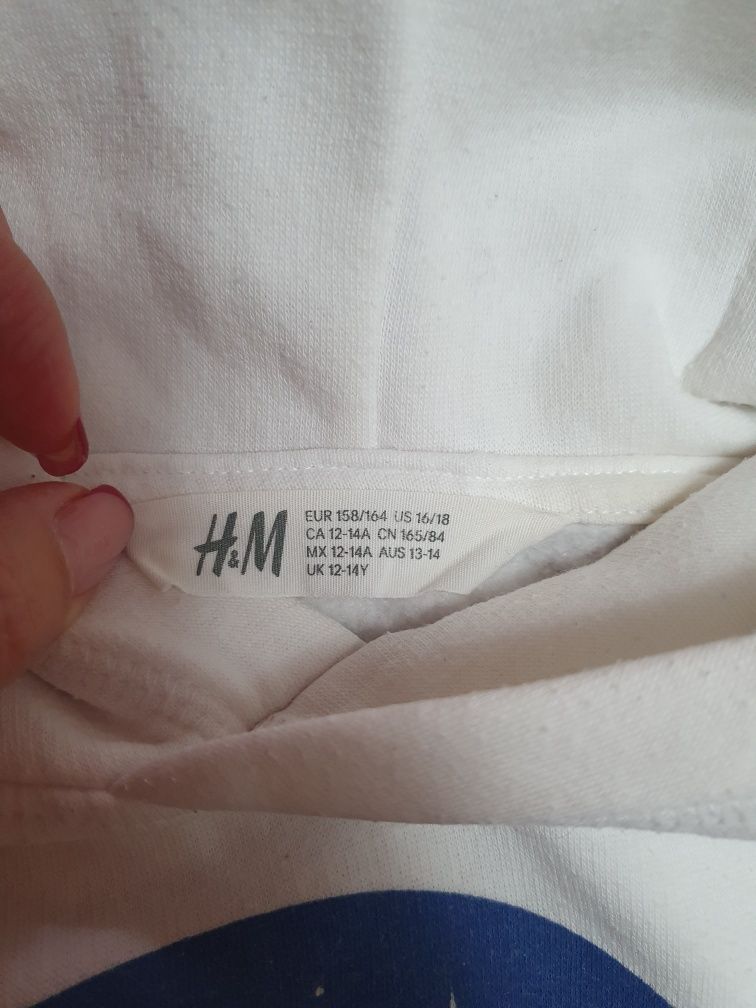 H&M
EUR 158/164 US 16/18
CA 12-14A CN 165/84
MX 12-14A AUS 13-14
UK 12-14Y